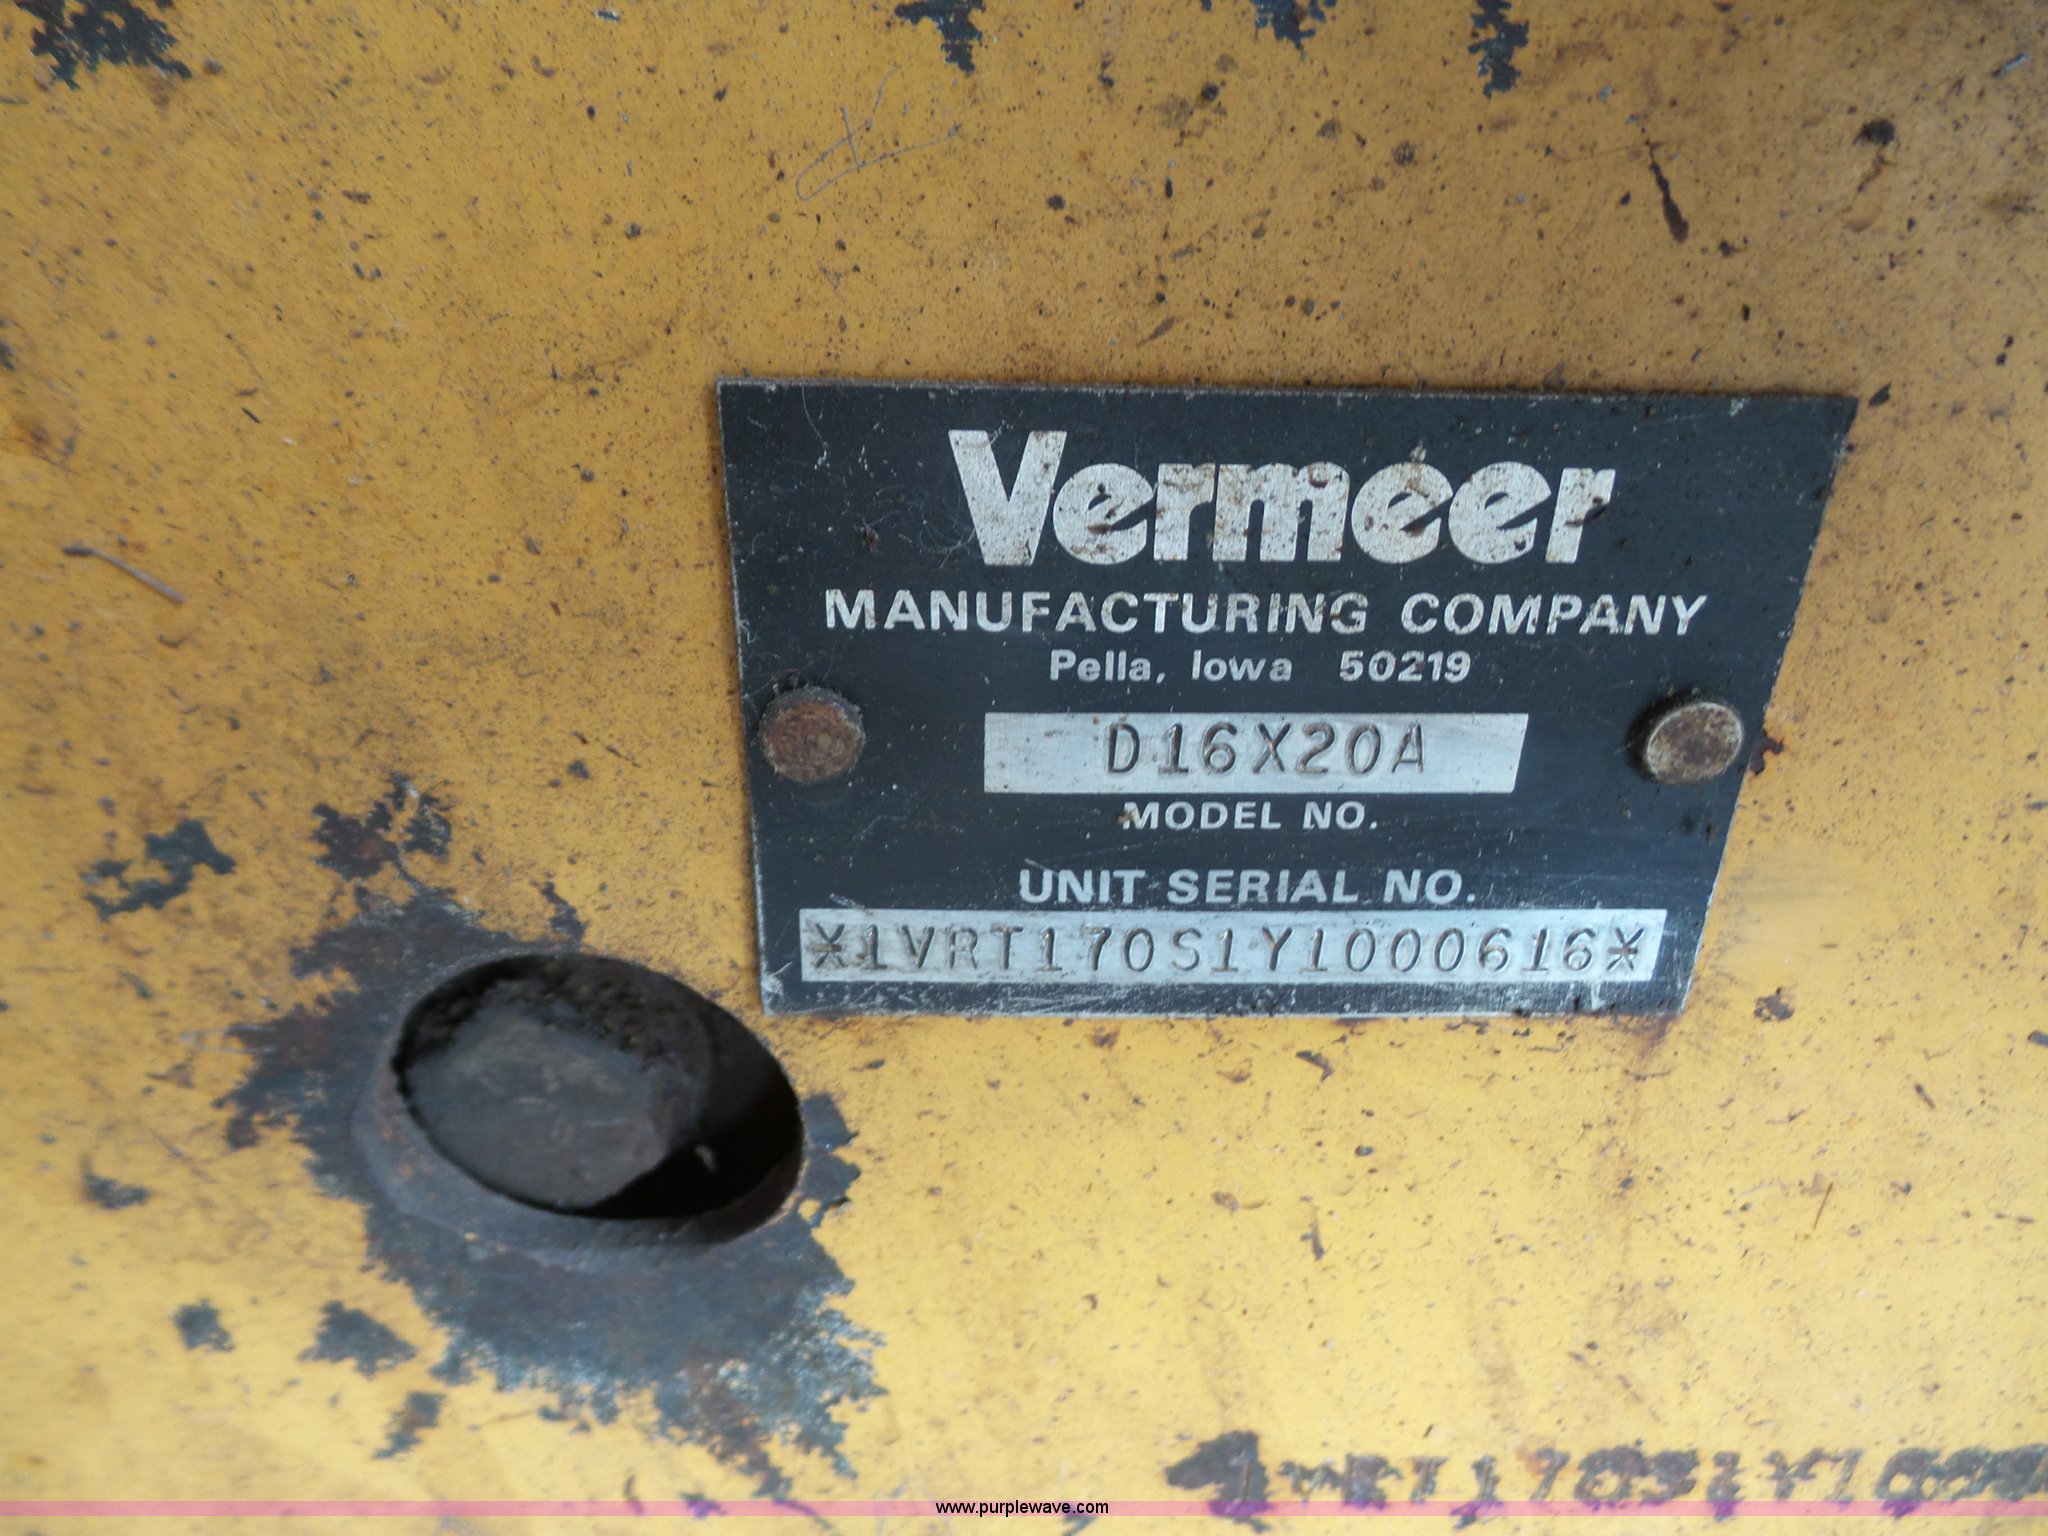 Vermeer
MANUFACTURING COMPANY
Pella, Iowa 50219
D16X20A
MODEL NO.
UNIT SERIAL NO.
*1VRT170S1Y1000616*
www.purplewave.com